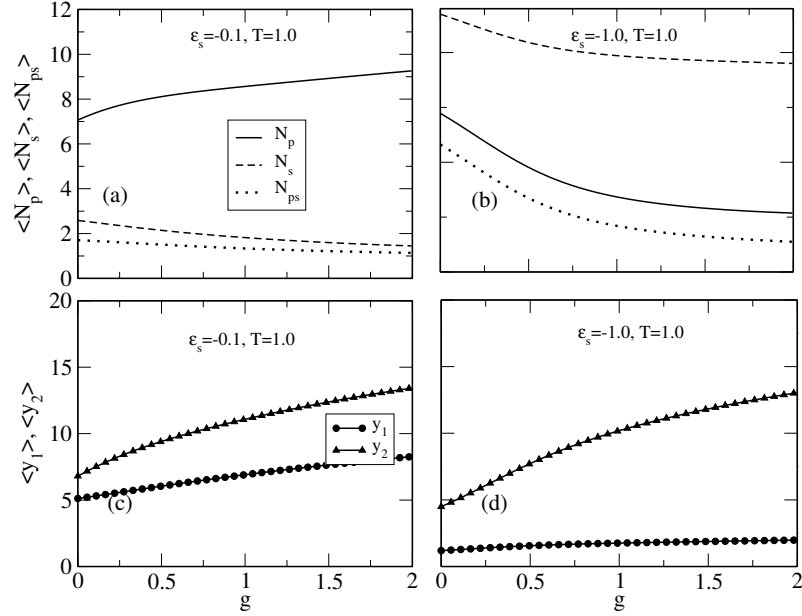 12
10
8
6
4
2
0
<N_p>, <N_s>, <N_ps>
ε_s=-0.1, T=1.0
N_p
N_s
N_ps
(a)
ε_s=-1.0, T=1.0
(b)
20
15
10
5
0
<y_1>, <y_2>
ε_s=-0.1, T=1.0
y_1
y_2
(c)
0 0.5 1 1.5 2
g
ε_s=-1.0, T=1.0
(d)
0 0.5 1 1.5 2
g